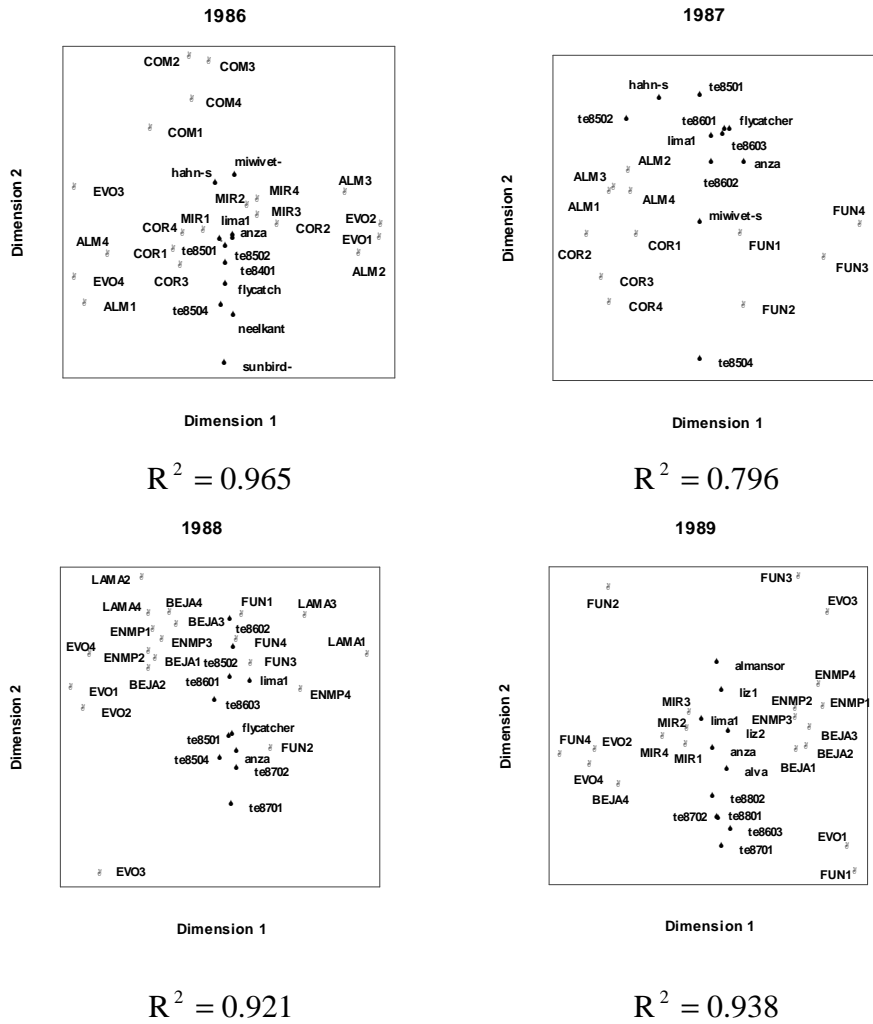 1986
COM2 COM3
COM4
COM1
hahn-s miwivet-
EVO3 MIR2 MIR4 ALM3
COR4 MIR1 lima1 MIR3 EVO2
anza COR2
ALM4 COR1 te8501 te8502 EVO1
te8401 ALM2
EVO4 COR3 flycatch
ALM1 te8504
neelkant
sunbird-
Dimension 2
Dimension 1
R² = 0.965
1987
hahn-s te8501
te8502 te8601 flycatcher
lima1 te8603
ALM3 ALM2 anza
te8602
ALM1 ALM4
miwivet-s FUN4
COR2 COR1 FUN1
FUN3
COR3
COR4 FUN2
te8504
Dimension 2
Dimension 1
R² = 0.796
1988
LAMA2
LAMA4 BEJA4 FUN1 LAMA3
ENMP1 BEJA3 te8602
EVO4 ENMP3 FUN4 LAMA1
ENMP2 BEJA1 te8502 FUN3
te8601 lima1
EVO1 BEJA2 ENMP4
EVO2 te8603
flycatcher
te8501 FUN2
te8504 anza
te8702
te8701
EVO3
Dimension 2
Dimension 1
R² = 0.921
1989
FUN3
FUN2 EVO3
almansor
ENMP4
liz1
MIR3 ENMP2 ENMP1
MIR2 lima1 ENMP3
liz2 BEJA3
FUN4 EVO2 MIR4 MIR1 anza BEJA2
BEJA1
EVO4 alva
BEJA4
te8802
te8702 te8801
te8603 EVO1
te8701
FUN1
Dimension 2
Dimension 1
R² = 0.938